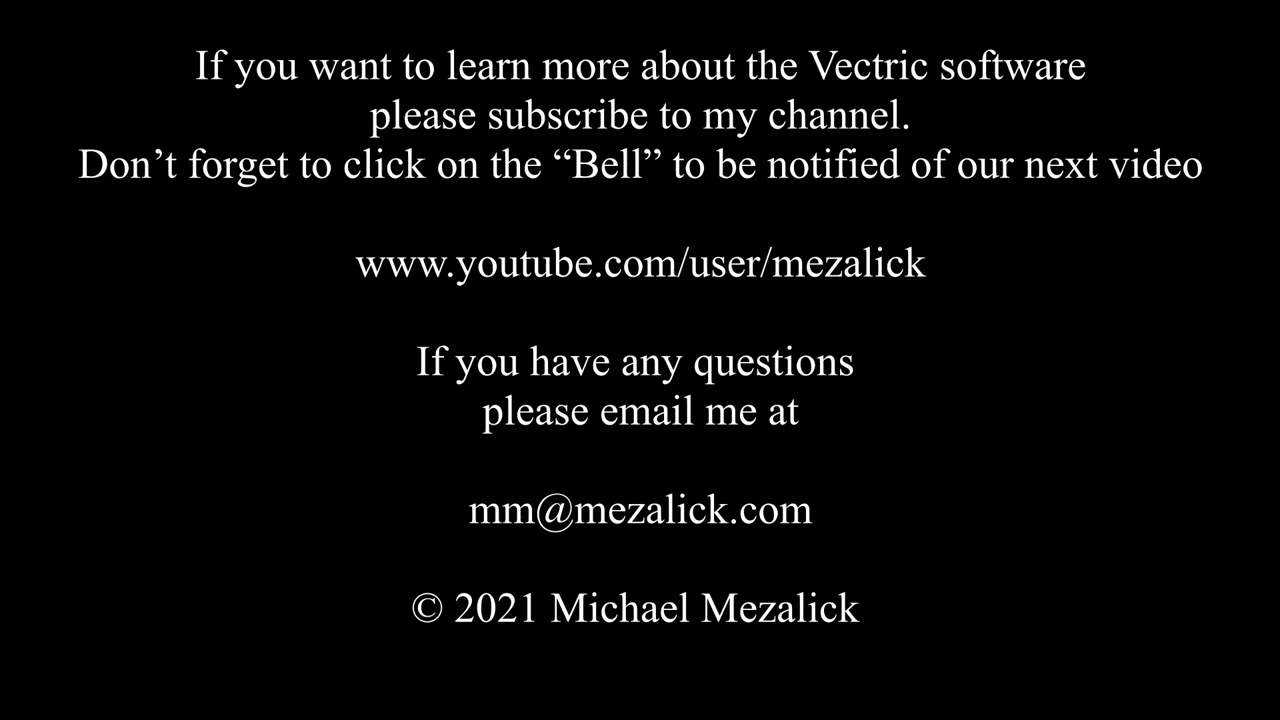 If you want to learn more about the Vectric software
please subscribe to my channel.
Don’t forget to click on the “Bell” to be notified of our next video
www.youtube.com/user/mezalick
If you have any questions
please email me at
mm@mezalick.com
© 2021 Michael Mezalick